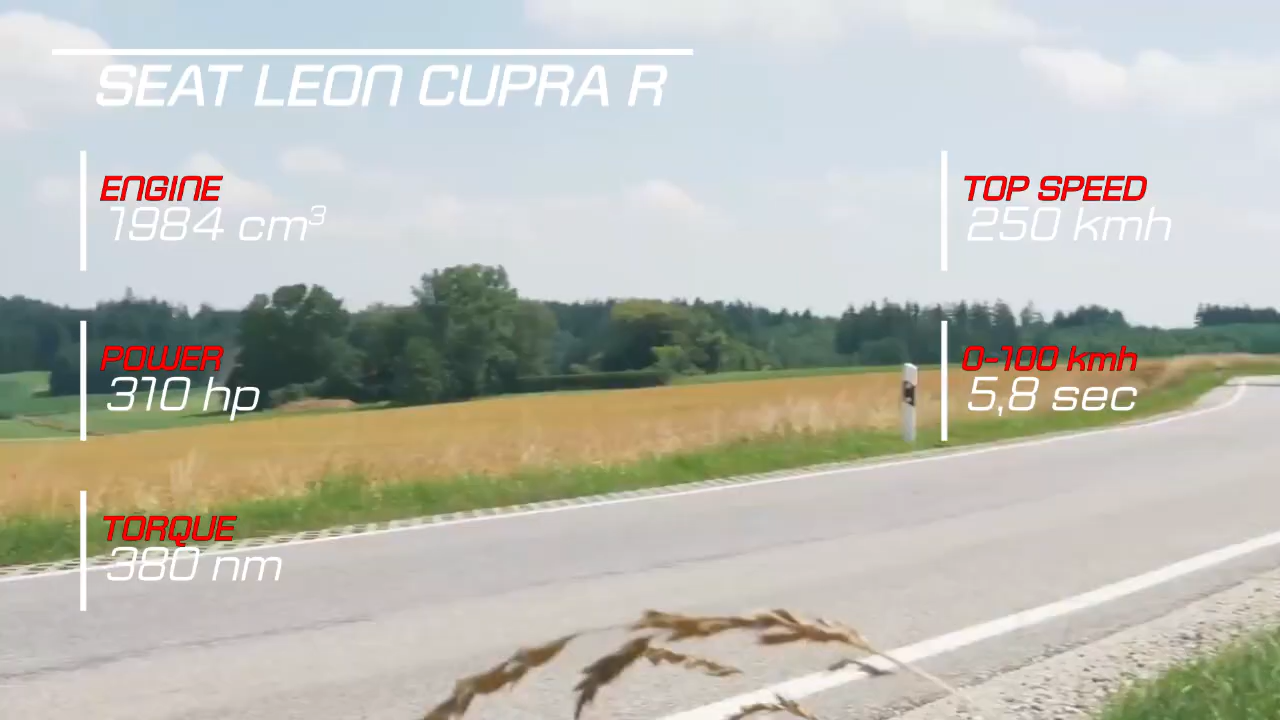 SEAT LEON CUPRA R
ENGINE
1984 cm³
POWER
310 hp
TORQUE
380 nm
TOP SPEED
250 kmh
0-100 kmh
5,8 sec